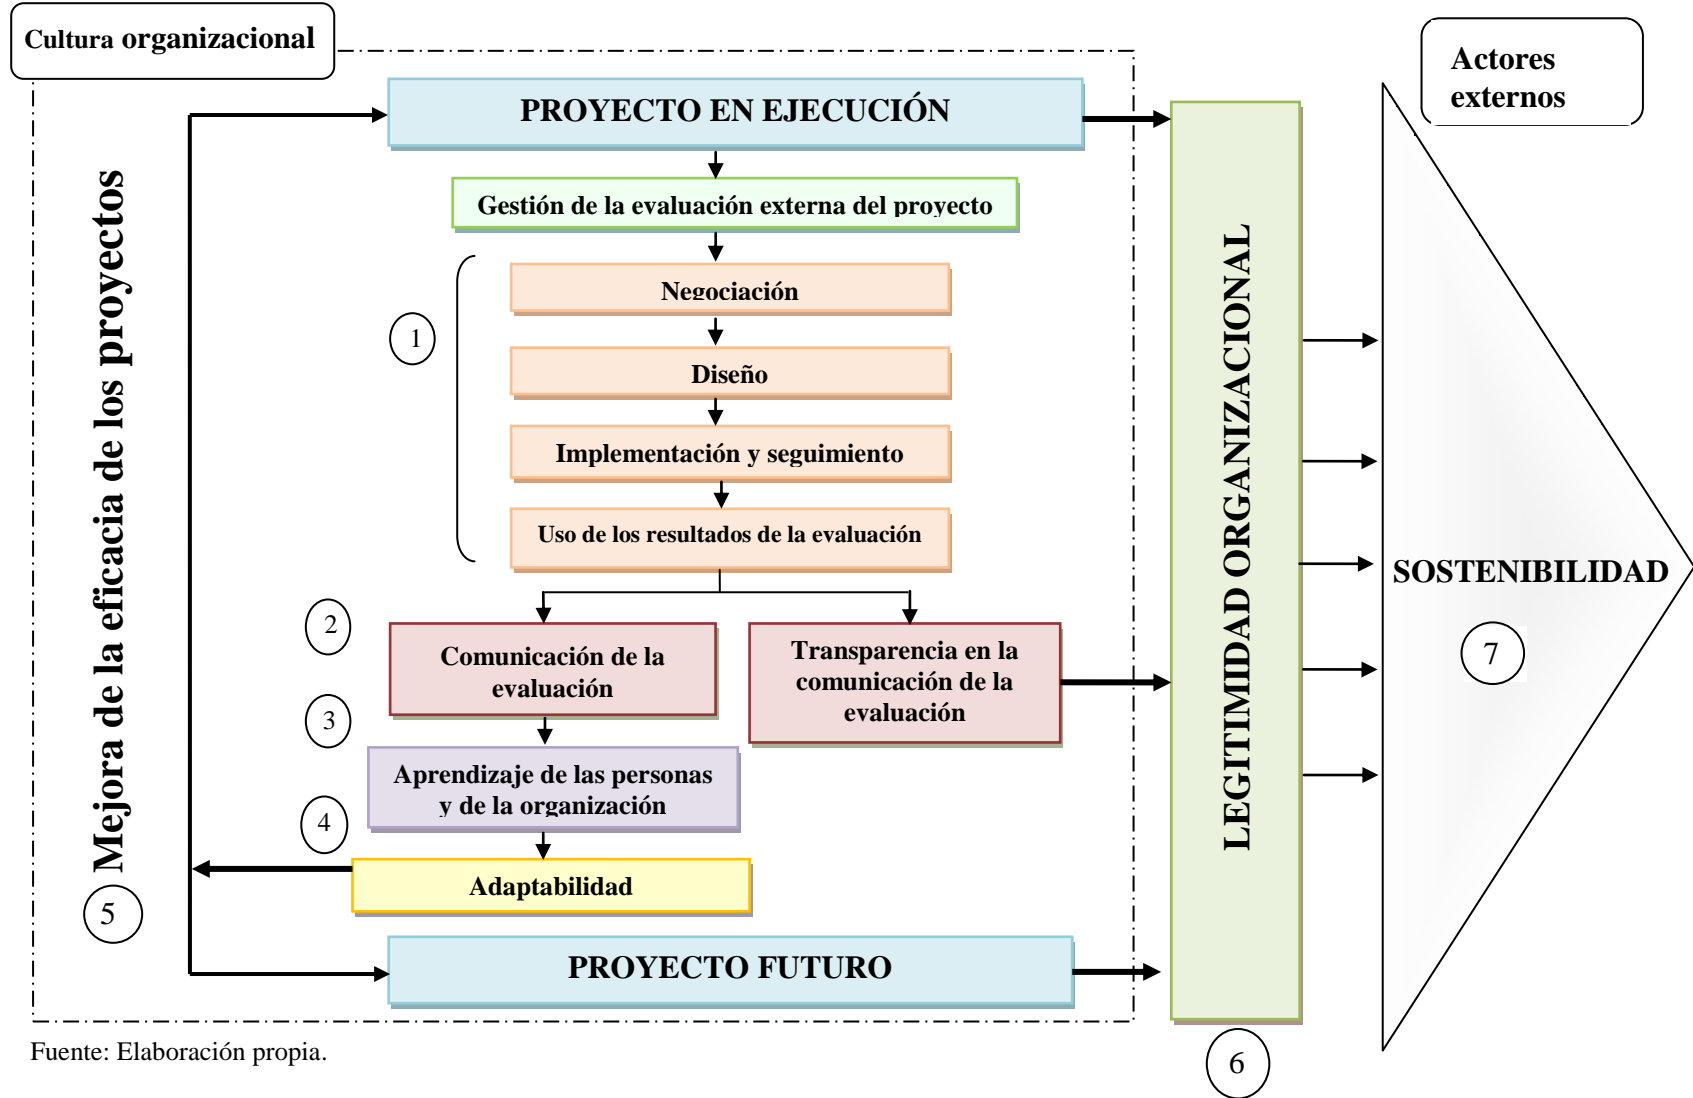 Cultura organizacional
Actores
externos
PROYECTO EN EJECUCIÓN
Gestión de la evaluación externa del proyecto
Negociación
1
Diseño
Implementación y seguimiento
Uso de los resultados de la evaluación
2
Comunicación de la
evaluación
Transparencia en la
comunicación de la
evaluación
3
Aprendizaje de las personas
y de la organización
4
Adaptabilidad
5
Mejora de la eficacia de los proyectos
PROYECTO FUTURO
LEGITIMIDAD ORGANIZACIONAL
6
SOSTENIBILIDAD
7
Fuente: Elaboración propia.